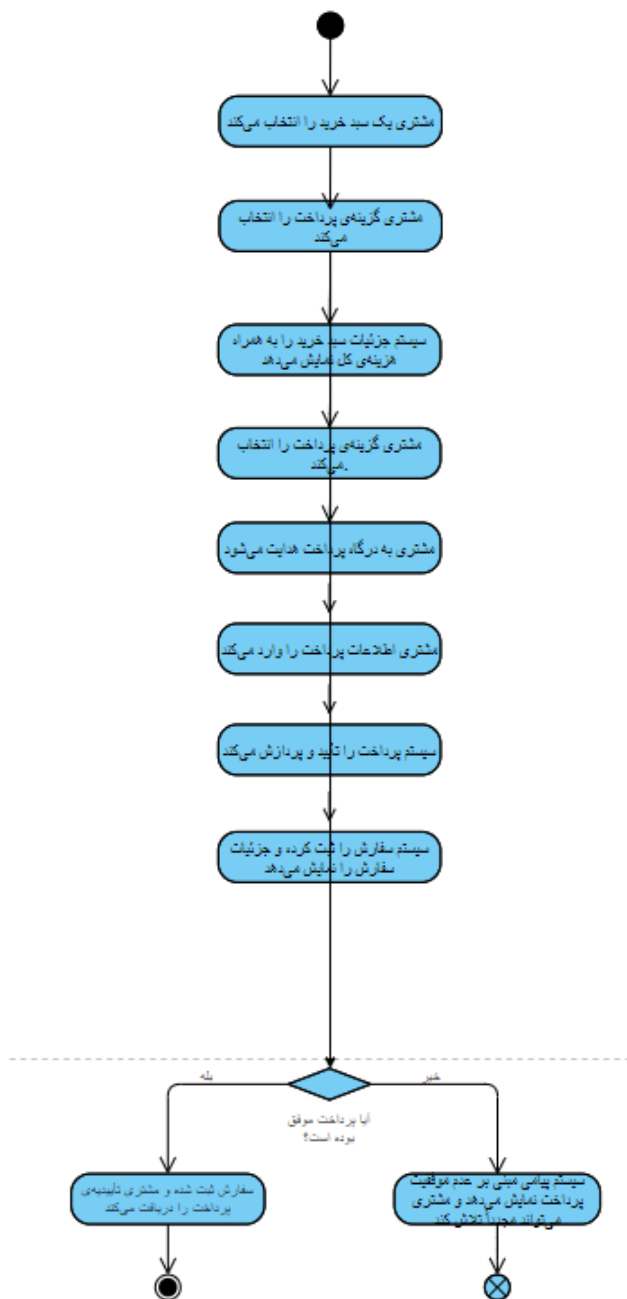 مشتری یک سبد خرید را انتخاب می‌کند
مشتری گزینه‌ی پرداخت را انتخاب
می‌کند
سیستم جزئیات سبد خرید را به همراه
هزینه‌ی کل نمایش می‌دهد
مشتری گزینه‌ی پرداخت را انتخاب
می‌کند.
مشتری به درگاه پرداخت هدایت می‌شود
مشتری اطلاعات پرداخت را وارد می‌کند
سیستم پرداخت را تأیید و پردازش می‌کند
سیستم سفارش را ثبت کرده و جزئیات
سفارش را نمایش می‌دهد
بله
خیر
آیا پرداخت موفق
بوده است؟
سفارش ثبت شده و مشتری تأییدیه‌ی
پرداخت را دریافت می‌کند
سیستم پیامی مبنی بر عدم موفقیت
پرداخت نمایش می‌دهد و مشتری
می‌تواند مجدداً تلاش کند